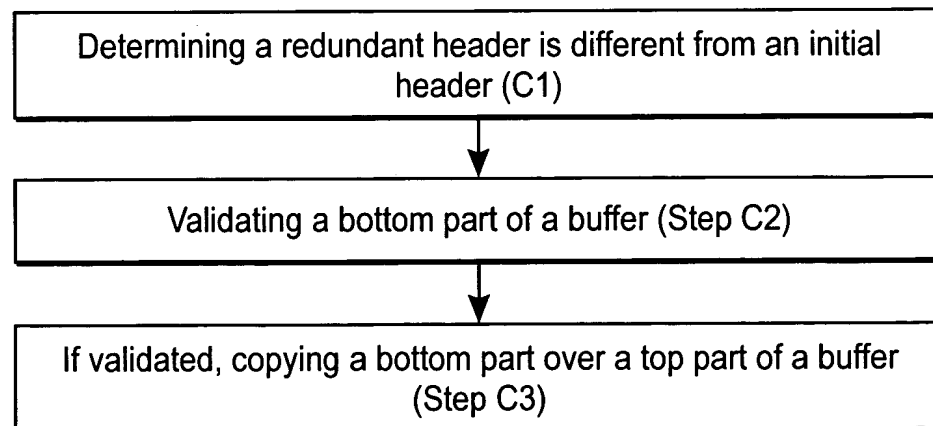 Determining a redundant header is different from an initial
header (C1)
Validating a bottom part of a buffer (Step C2)
If validated, copying a bottom part over a top part of a buffer
(Step C3)